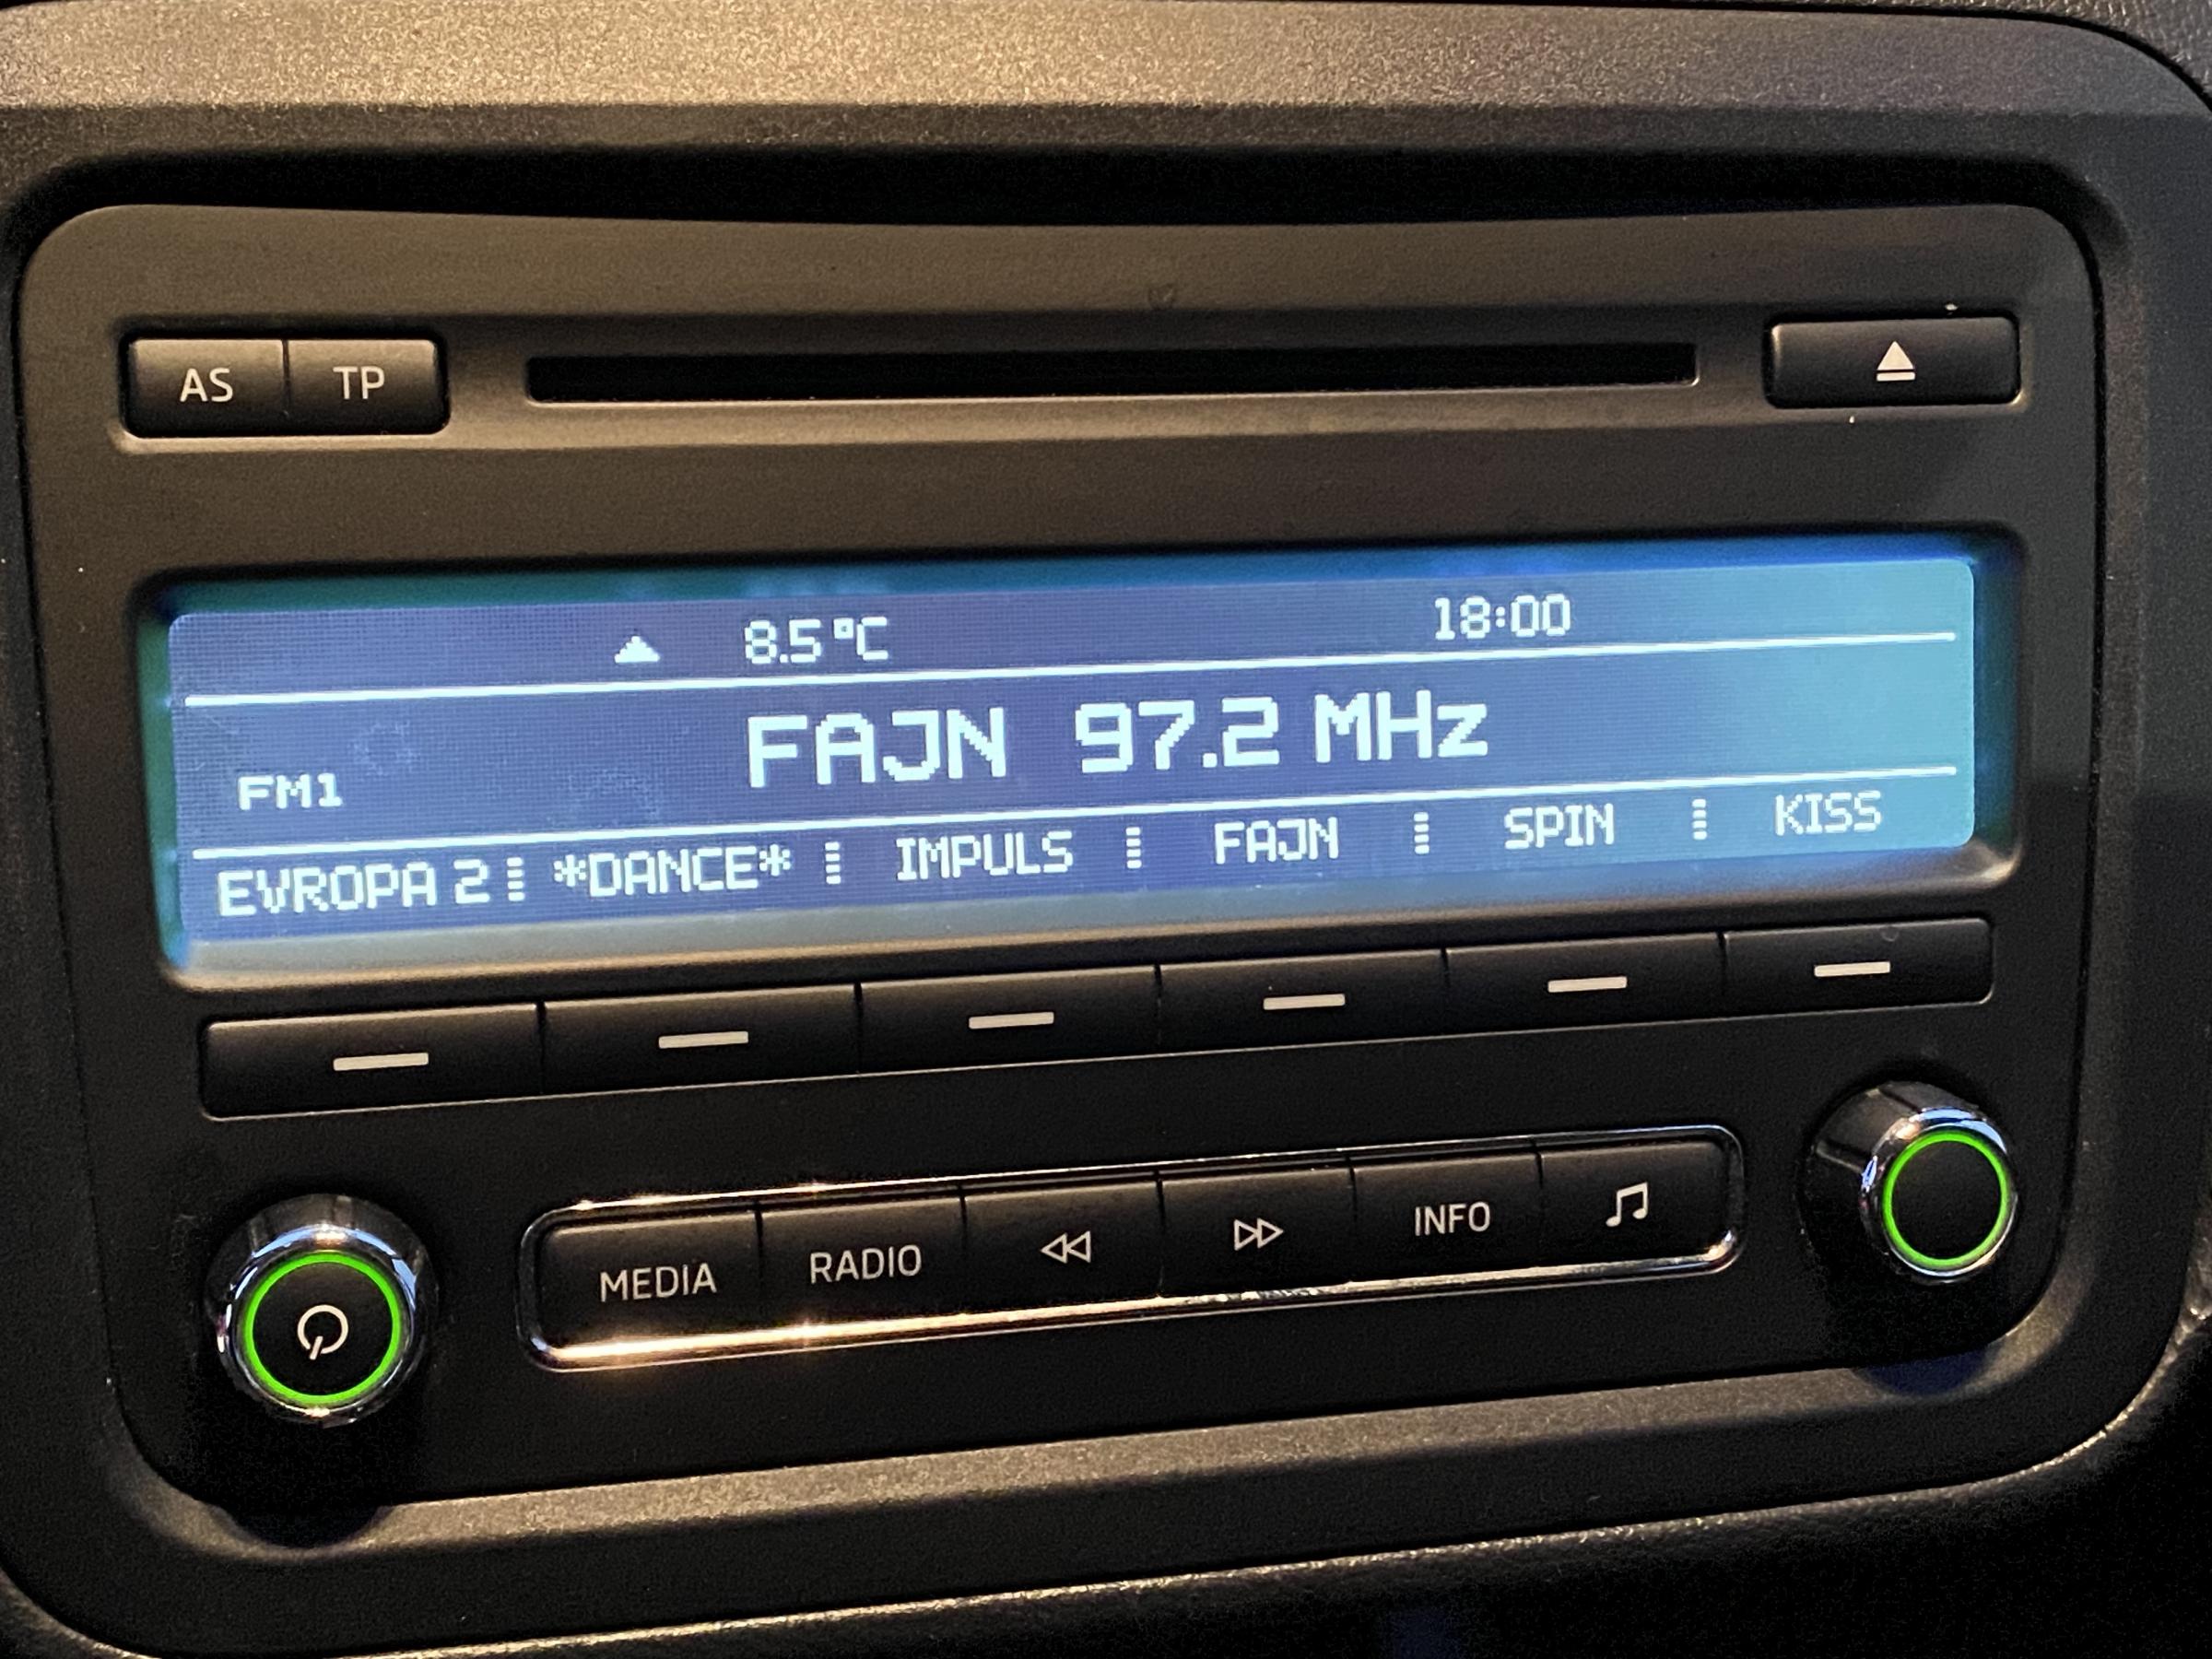 AS TP
8.5°C 18:00
FM1 FAJN 97.2 MHz
EVROPA 2 *DANCE* IMPULS FAJN SPIN KISS
MEDIA RADIO INFO